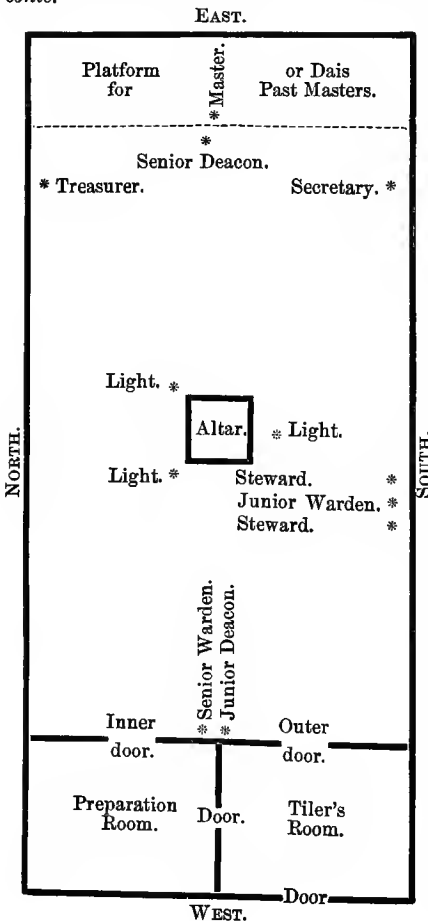 EAST.
Platform
for
*Master.
or Dais
Past Masters.
*
Senior Deacon.
* Treasurer.
Secretary. *
Light. *
Altar.
* Light.
Light. *
NORTH.
SOUTH.
Steward. *
Junior Warden. *
Steward. *
* Senior Warden.
* Junior Deacon.
Inner
door.
Outer
door.
Preparation
Room.
Door.
Tiler's
Room.
Door
WEST.